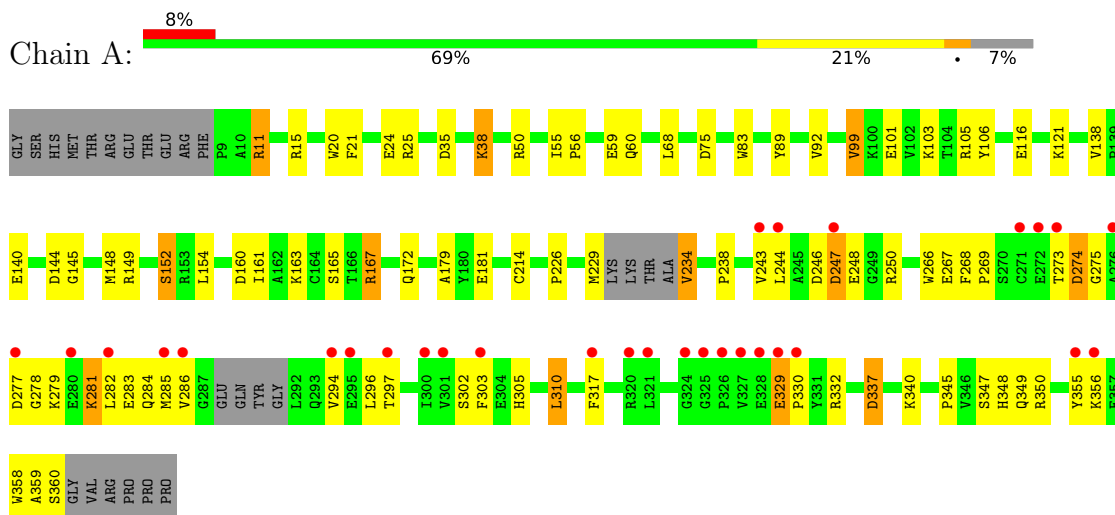 8%
Chain A:
69% 21% • 7%
GLY SER HIS MET THR ARG GLU THR GLU ARG PHE P9 A10 R11 R15 W20 F21 E24 R25 D35 K38 R50 I55 P56 E59 Q60 L68 D75 W83 Y89 V92 V99 K100 E101 V102 K103 T104 R105 Y106 E116 K121 V138 P139
E140 D144 G145 M148 R149 S152 R153 L154 D160 I161 A162 K163 C164 S165 T166 R167 Q172 A179 Y180 E181 C214 P226 M229 LYS LYS THR ALA V234 P238 V243 L244 A245 D246 D247 E248 G249 R250 W266 E267 F268 P269 S270 C271 E272 T273 D274 G275 A276
D277 G278 K279 E280 K281 L282 E283 Q284 M285 V286 G287 GLU GLN TYR GLY L292 Q293 V294 E295 L296 T297 I300 V301 S302 F303 E304 H305 L310 F317 R320 L321 G324 G325 P326 V327 E328 E329 P330 Y331 R332 D337 K340 P345 V346 S347 H348 Q349 R350 Y355 K356 E357
W358 A359 S360 GLY VAL ARG PRO PRO PRO